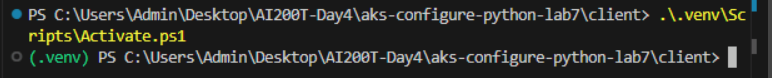 PS C:\Users\Admin\Desktop\AI200T-Day4\aks-configure-python-lab7\client> .\.venv\Sc
ripts\Activate.ps1
(.venv) PS C:\Users\Admin\Desktop\AI200T-Day4\aks-configure-python-lab7\client>